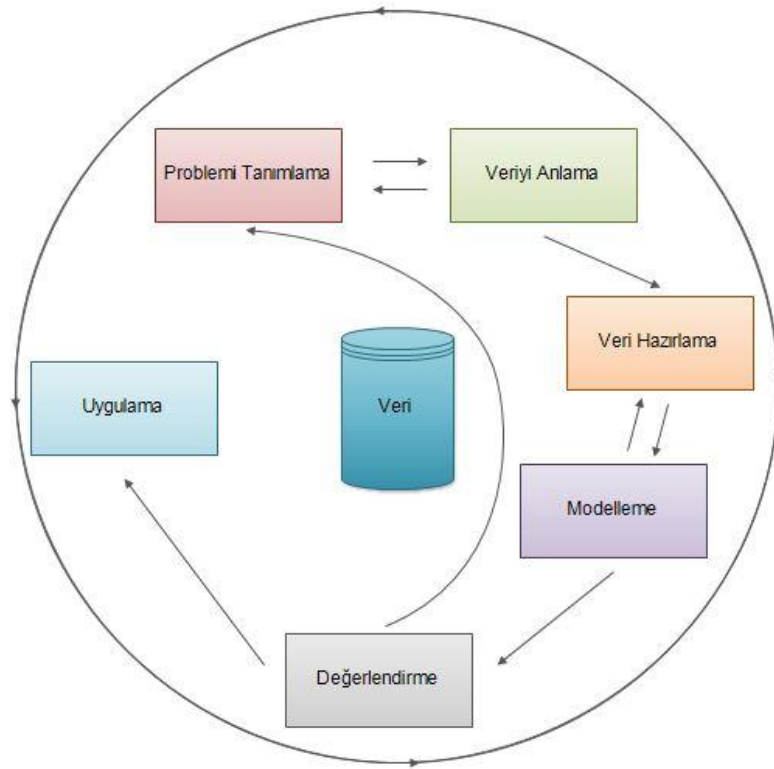 Problemi Tanımlama
Veriyi Anlama
Veri Hazırlama
Uygulama
Veri
Modelleme
Değerlendirme